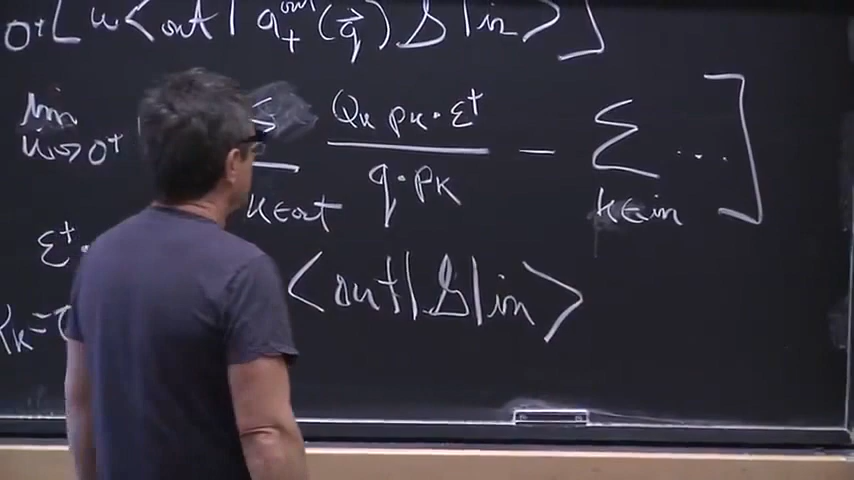 0⁺[ω⟨out| a₊^out(q⃗)S|in⟩]
lim ω→0⁺ Σ k∈out Qₖ pₖ·ε⁺ / q·pₖ − Σ k∈in ...]
ε⁺· ⟨out|S|in⟩